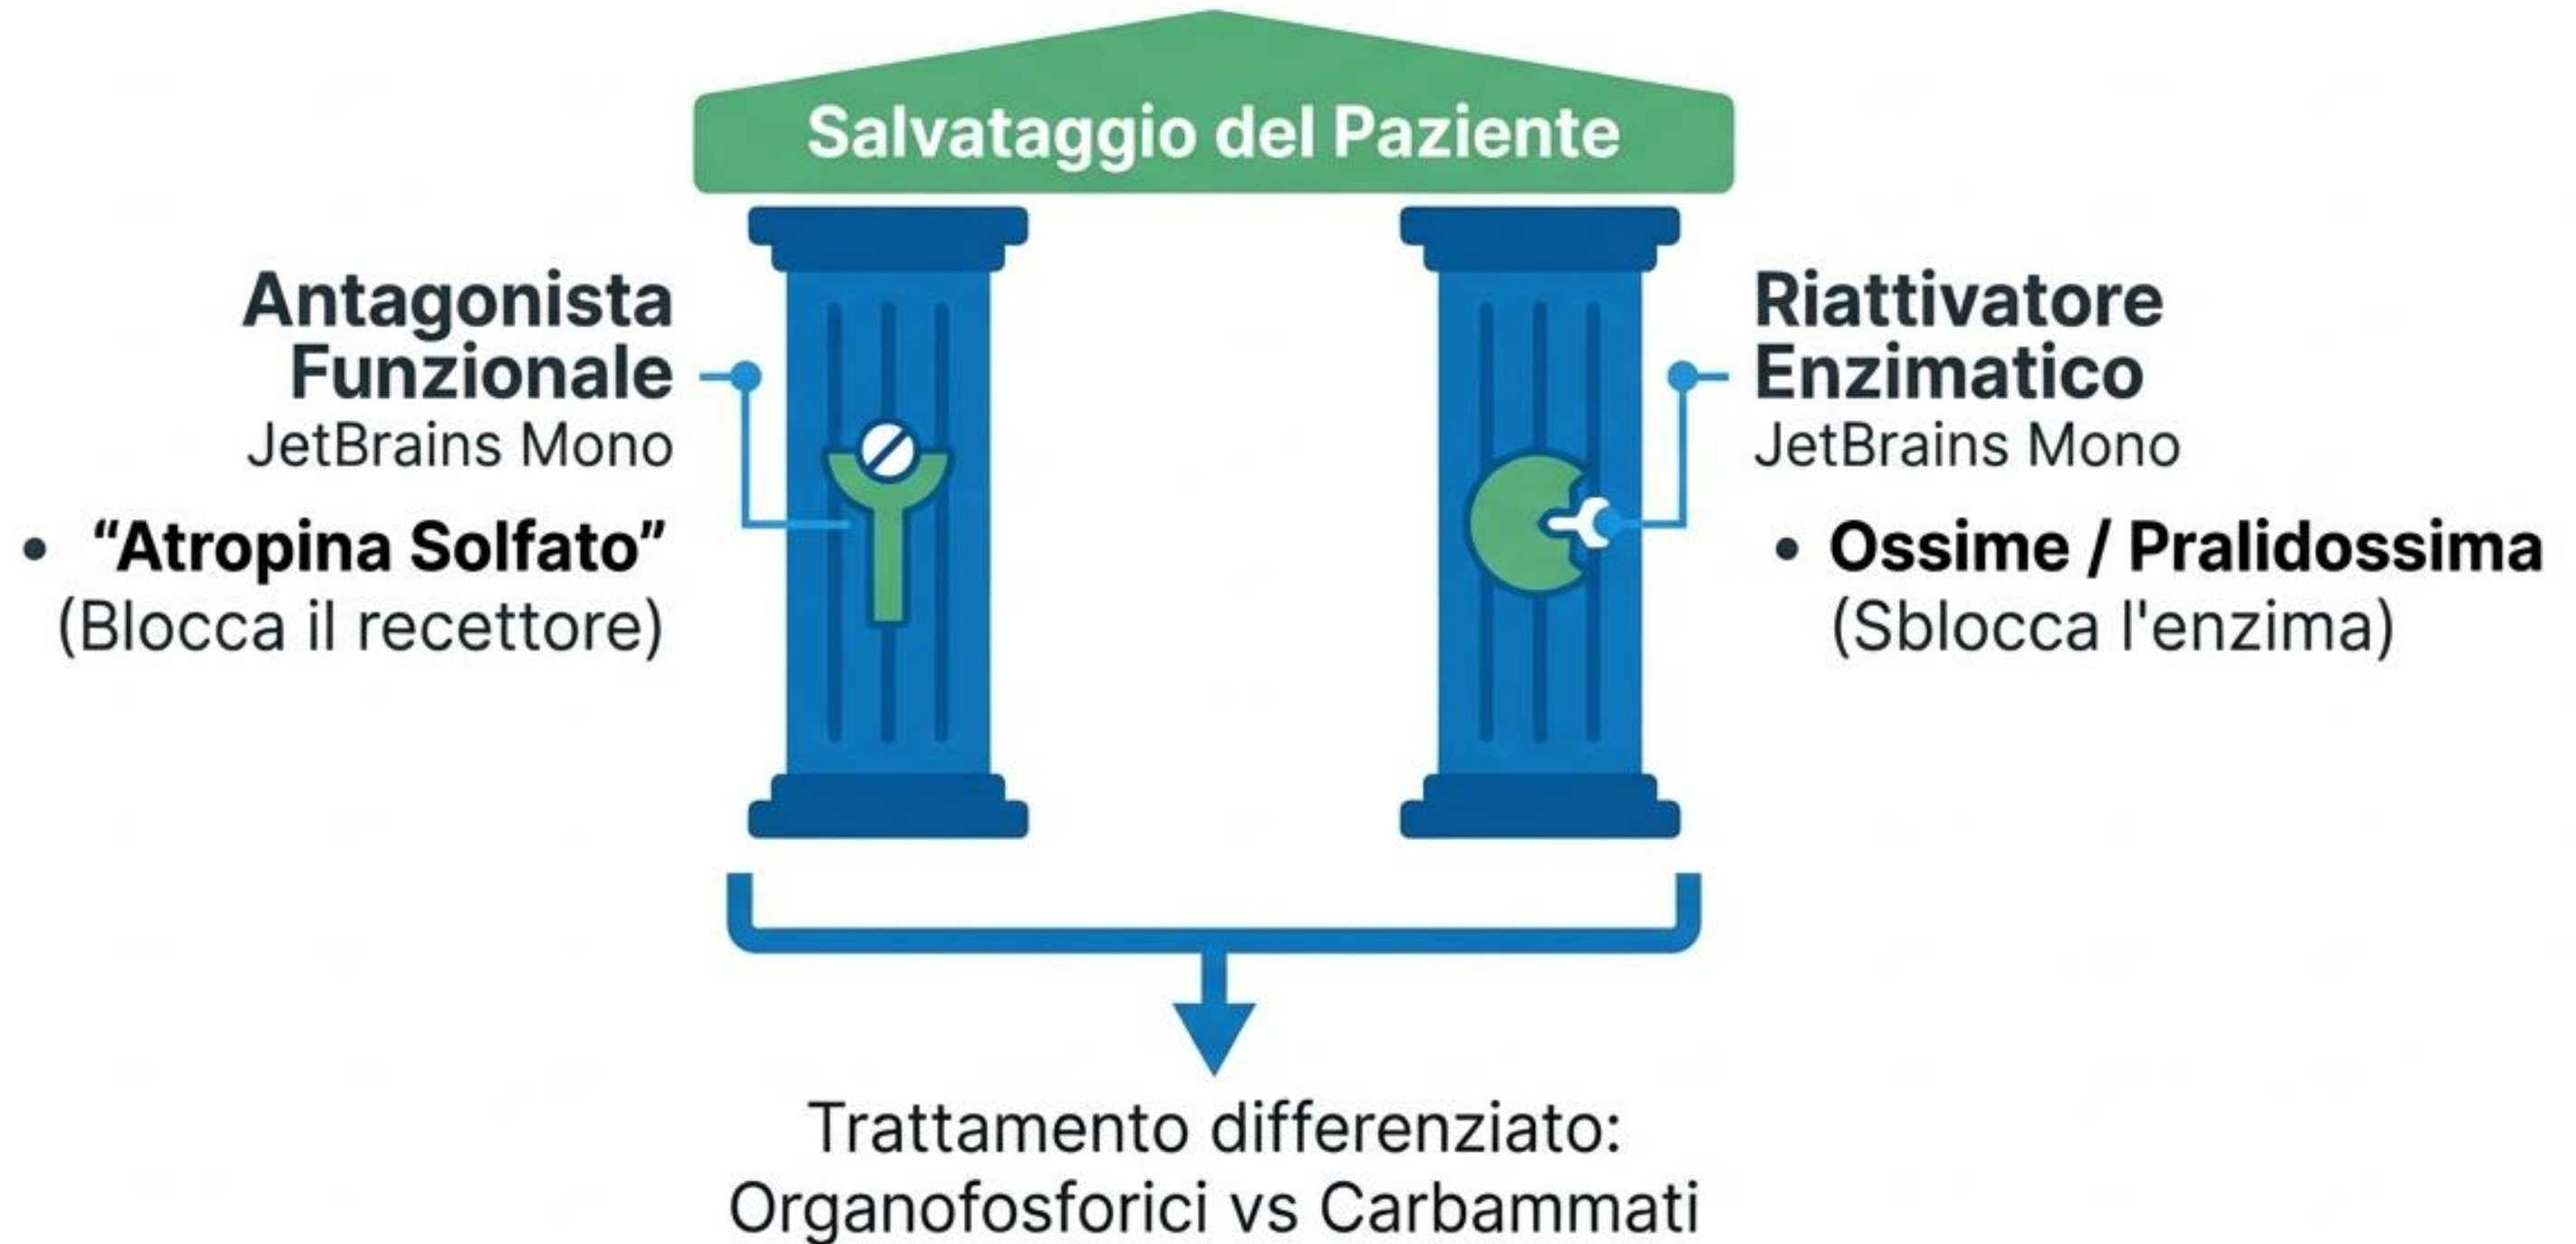 Salvataggio del Paziente
Antagonista
Funzionale
JetBrains Mono
• “Atropina Solfato”
(Blocca il recettore)
Riattivatore
Enzimatico
JetBrains Mono
• Ossime / Pralidossima
(Sblocca l'enzima)
Trattamento differenziato:
Organofosforici vs Carbammati